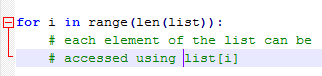 for i in range(len(list)):
# each element of the list can be
# accessed using list[i]